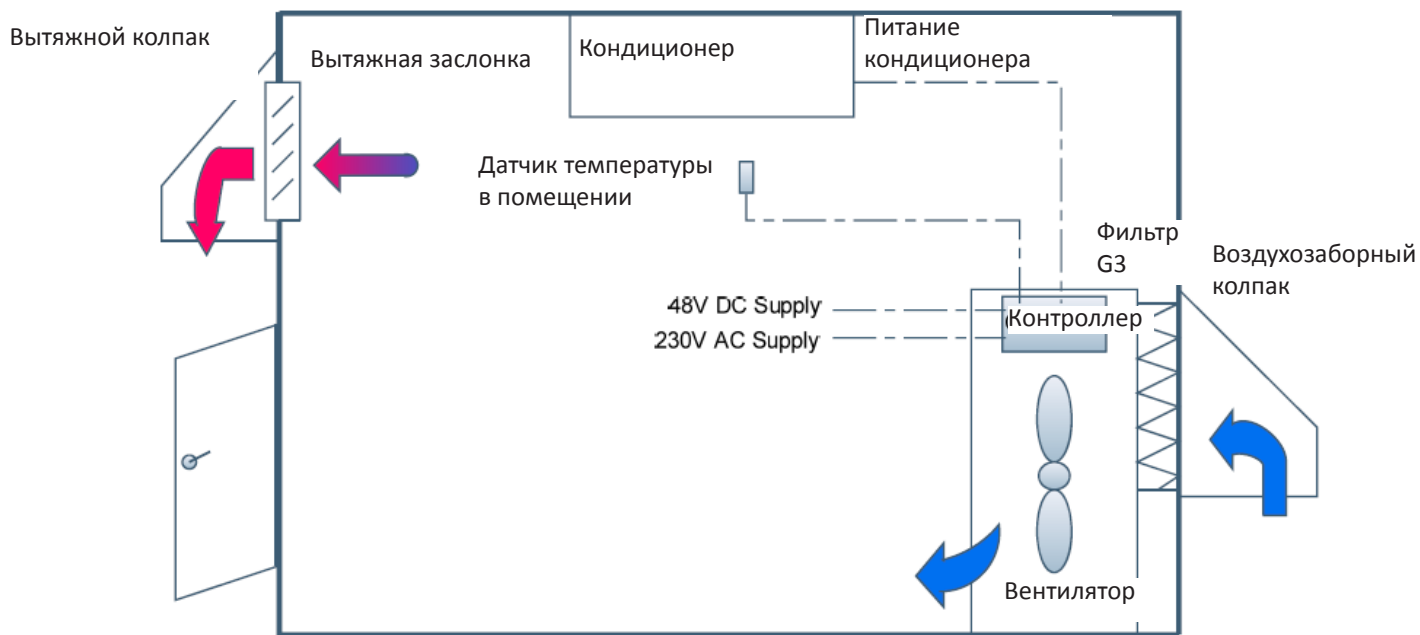 Вытяжной колпак
Вытяжная заслонка
Кондиционер
Питание
кондиционера
Датчик температуры
в помещении
Фильтр
G3
Воздухозаборный
колпак
48V DC Supply
230V AC Supply
Контроллер
Вентилятор